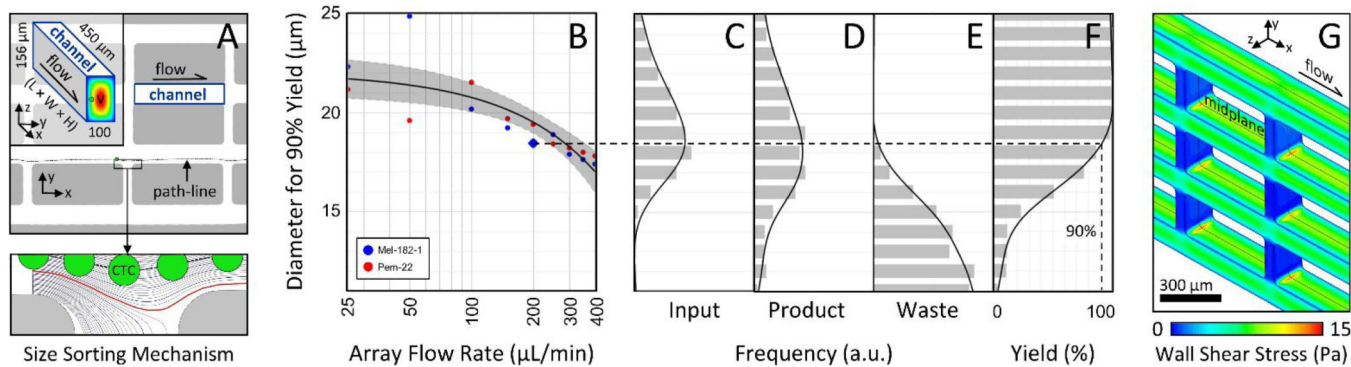 A
450 µm
channel
156 µm
flow
(L × W × H)
V
100
z
y
x
flow
channel
y
x
path-line
CTC
Size Sorting Mechanism
B
Diameter for 90% Yield (µm)
25
20
15
Mel-182-1
Pem-22
25
50
100
200
300
400
Array Flow Rate (µL/min)
C
D
E
F
90%
Input
Product
Waste
0
100
Frequency (a.u.)
Yield (%)
G
y
z
x
flow
midplane
300 µm
0
15
Wall Shear Stress (Pa)